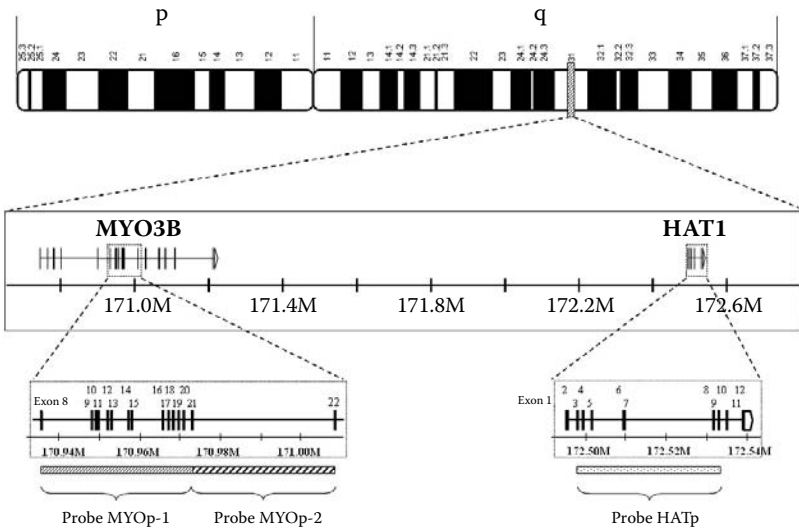 p q
25.3 25.2 25.1 24 23 22 21 16 15 14 13 12 11 11 12 13 14.1 14.2 14.3 21.1 21.2 21.3 22 23 24.1 24.2 24.3 31 32.1 32.2 32.3 33 34 35 36 37.1 37.2 37.3
MYO3B HAT1
171.0M 171.4M 171.8M 172.2M 172.6M
10 12 14 16 18 20
Exon 8 9 11 13 15 17 19 21 22
170.94M 170.96M 170.98M 171.00M
Probe MYOp-1 Probe MYOp-2
2 4 6 8 10 12
Exon 1 3 5 7 9 11
172.50M 172.52M 172.54M
Probe HATp